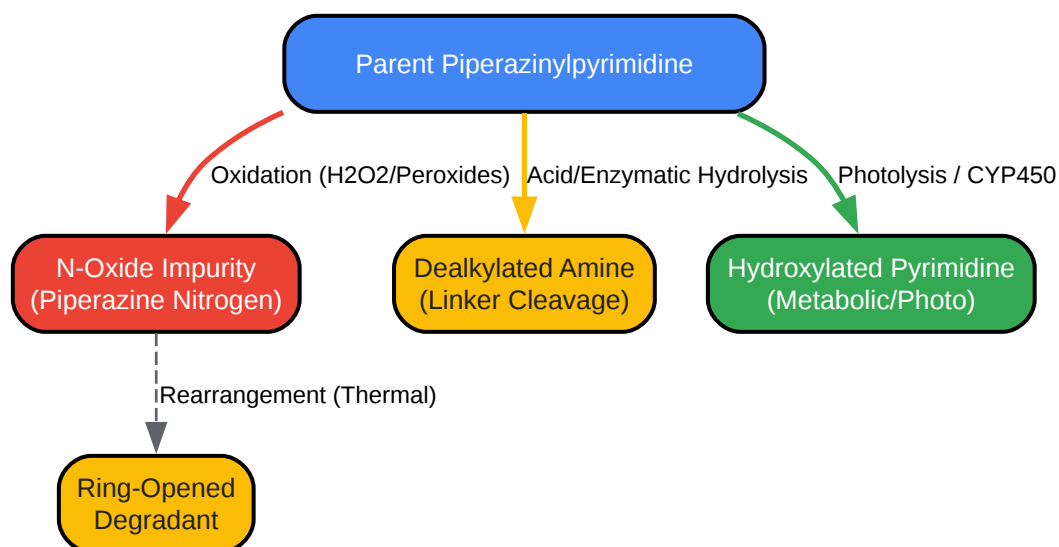 Parent Piperazinylpyrimidine
Oxidation (H2O2/Peroxides)
Acid/Enzymatic Hydrolysis
Photolysis / CYP450
N-Oxide Impurity
(Piperazine Nitrogen)
Dealkylated Amine
(Linker Cleavage)
Hydroxylated Pyrimidine
(Metabolic/Photo)
Rearrangement (Thermal)
Ring-Opened
Degradant